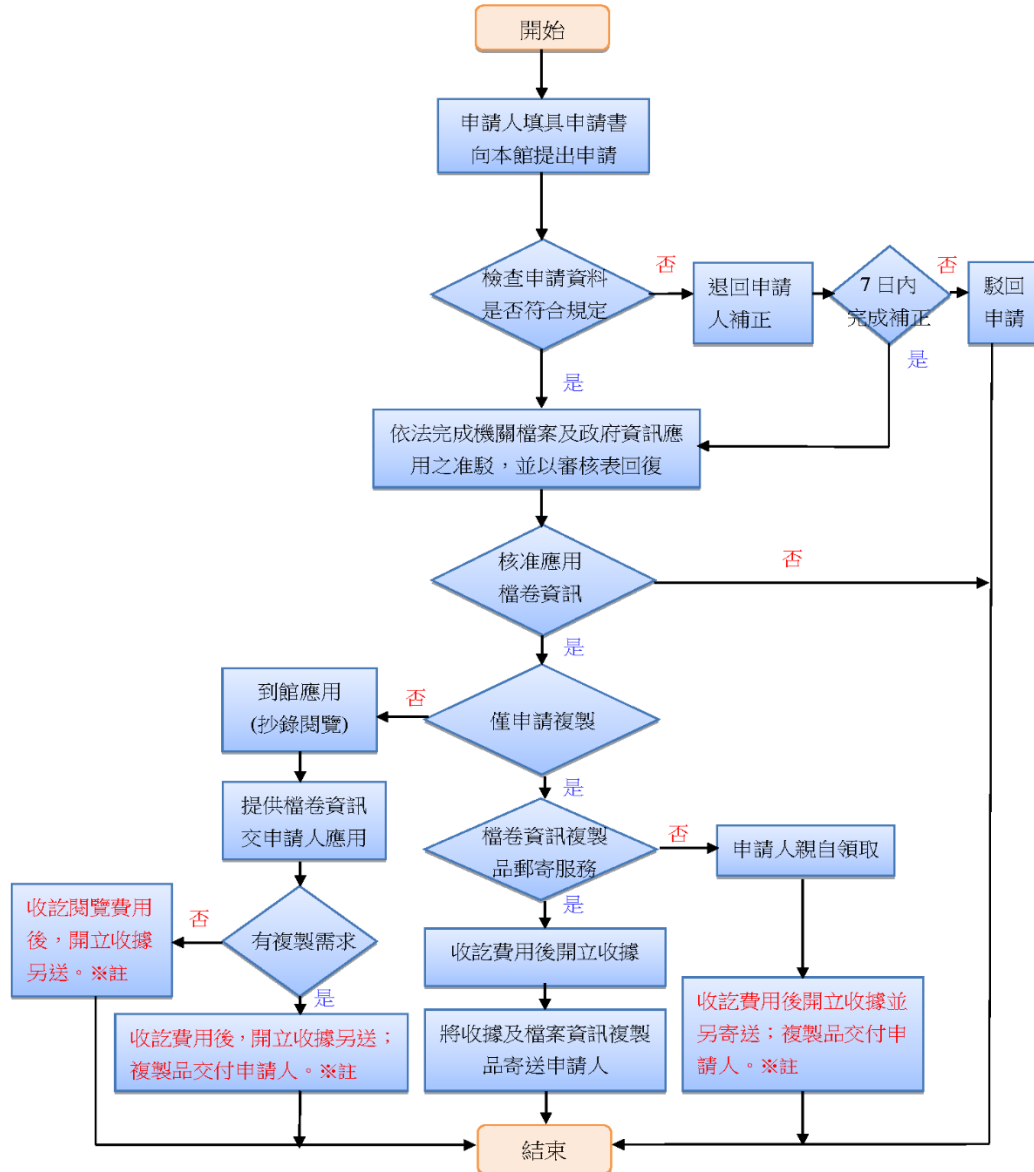 開始
申請人填具申請書
向本館提出申請
檢查申請資料
是否符合規定
否
退回申請
人補正
7 日內
完成補正
否
駁回
申請
是
是
依法完成機關檔案及政府資訊應
用之准駁，並以審核表回復
核准應用
檔卷資訊
否
是
僅申請複製
否
到館應用
(抄錄閱覽)
提供檔卷資訊
交申請人應用
是
檔卷資訊複製
品郵寄服務
否
申請人親自領取
有複製需求
否
收訖閱覽費用
後，開立收據
另送。※註
是
收訖費用後，開立收據另送；
複製品交付申請人。※註
是
收訖費用後開立收據
將收據及檔案資訊複製
品寄送申請人
收訖費用後開立收據並
另寄送；複製品交付申
請人。※註
結束